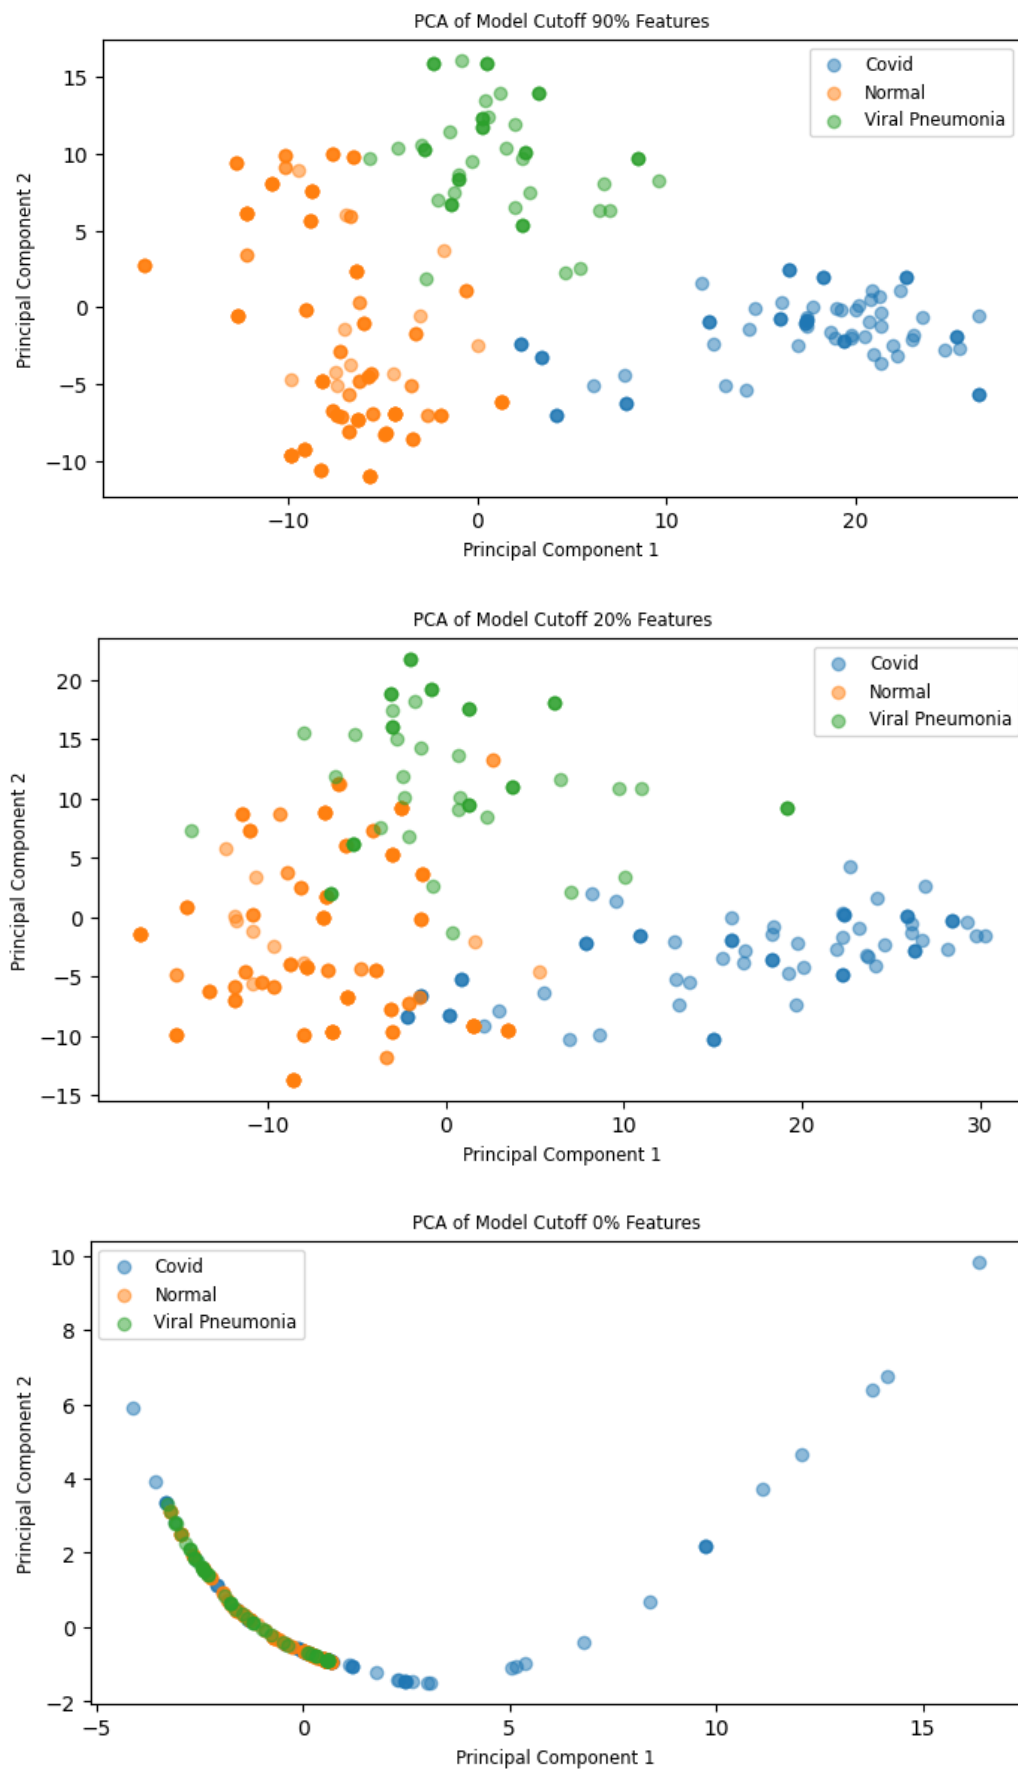 PCA of Model Cutoff 90% Features
Covid
Normal
Viral Pneumonia
15
10
5
0
−5
−10
Principal Component 2
−10 0 10 20
Principal Component 1
PCA of Model Cutoff 20% Features
Covid
Normal
Viral Pneumonia
20
15
10
5
0
−5
−10
−15
Principal Component 2
−10 0 10 20 30
Principal Component 1
PCA of Model Cutoff 0% Features
Covid
Normal
Viral Pneumonia
10
8
6
4
2
0
−2
Principal Component 2
−5 0 5 10 15
Principal Component 1